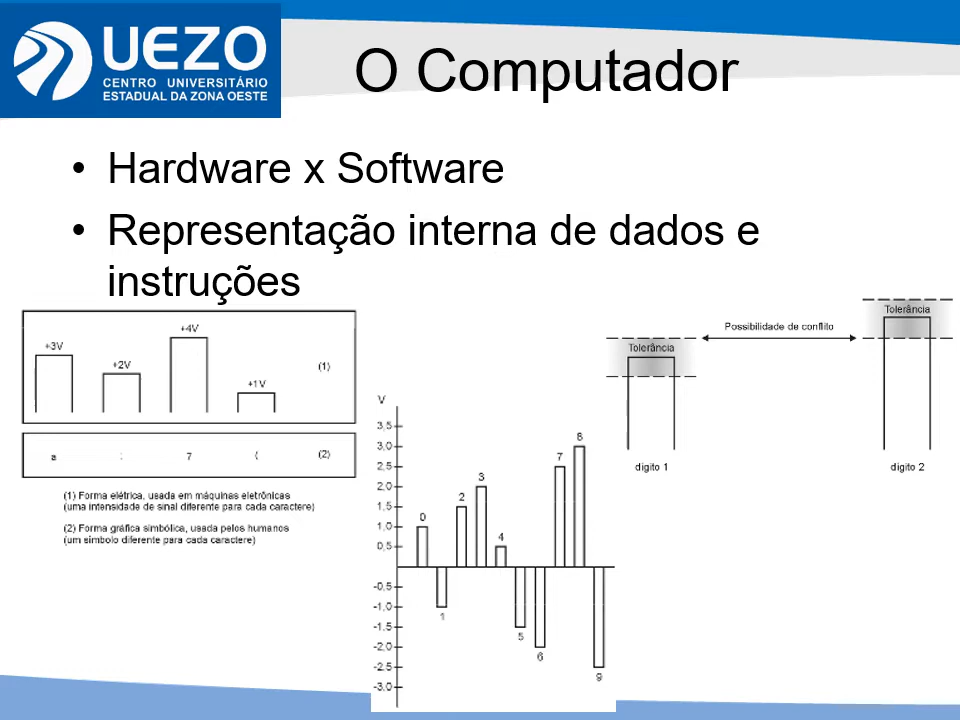 UEZO
CENTRO UNIVERSITÁRIO
ESTADUAL DA ZONA OESTE
O Computador
• Hardware x Software
• Representação interna de dados e
instruções
+3V
+2V
+4V
+1V
(1)
a
:
7
(
(2)
(1) Forma elétrica, usada em máquinas eletrônicas
(uma intensidade de sinal diferente para cada caractere)
(2) Forma gráfica simbólica, usada pelos humanos
(um símbolo diferente para cada caractere)
V
3,5
3,0
2,5
2,0
1,5
1,0
0,5
-0,5
-1,0
-1,5
-2,0
-2,5
-3,0
0
1
2
3
4
5
6
7
8
9
Tolerância
Possibilidade de conflito
Tolerância
dígito 1
dígito 2